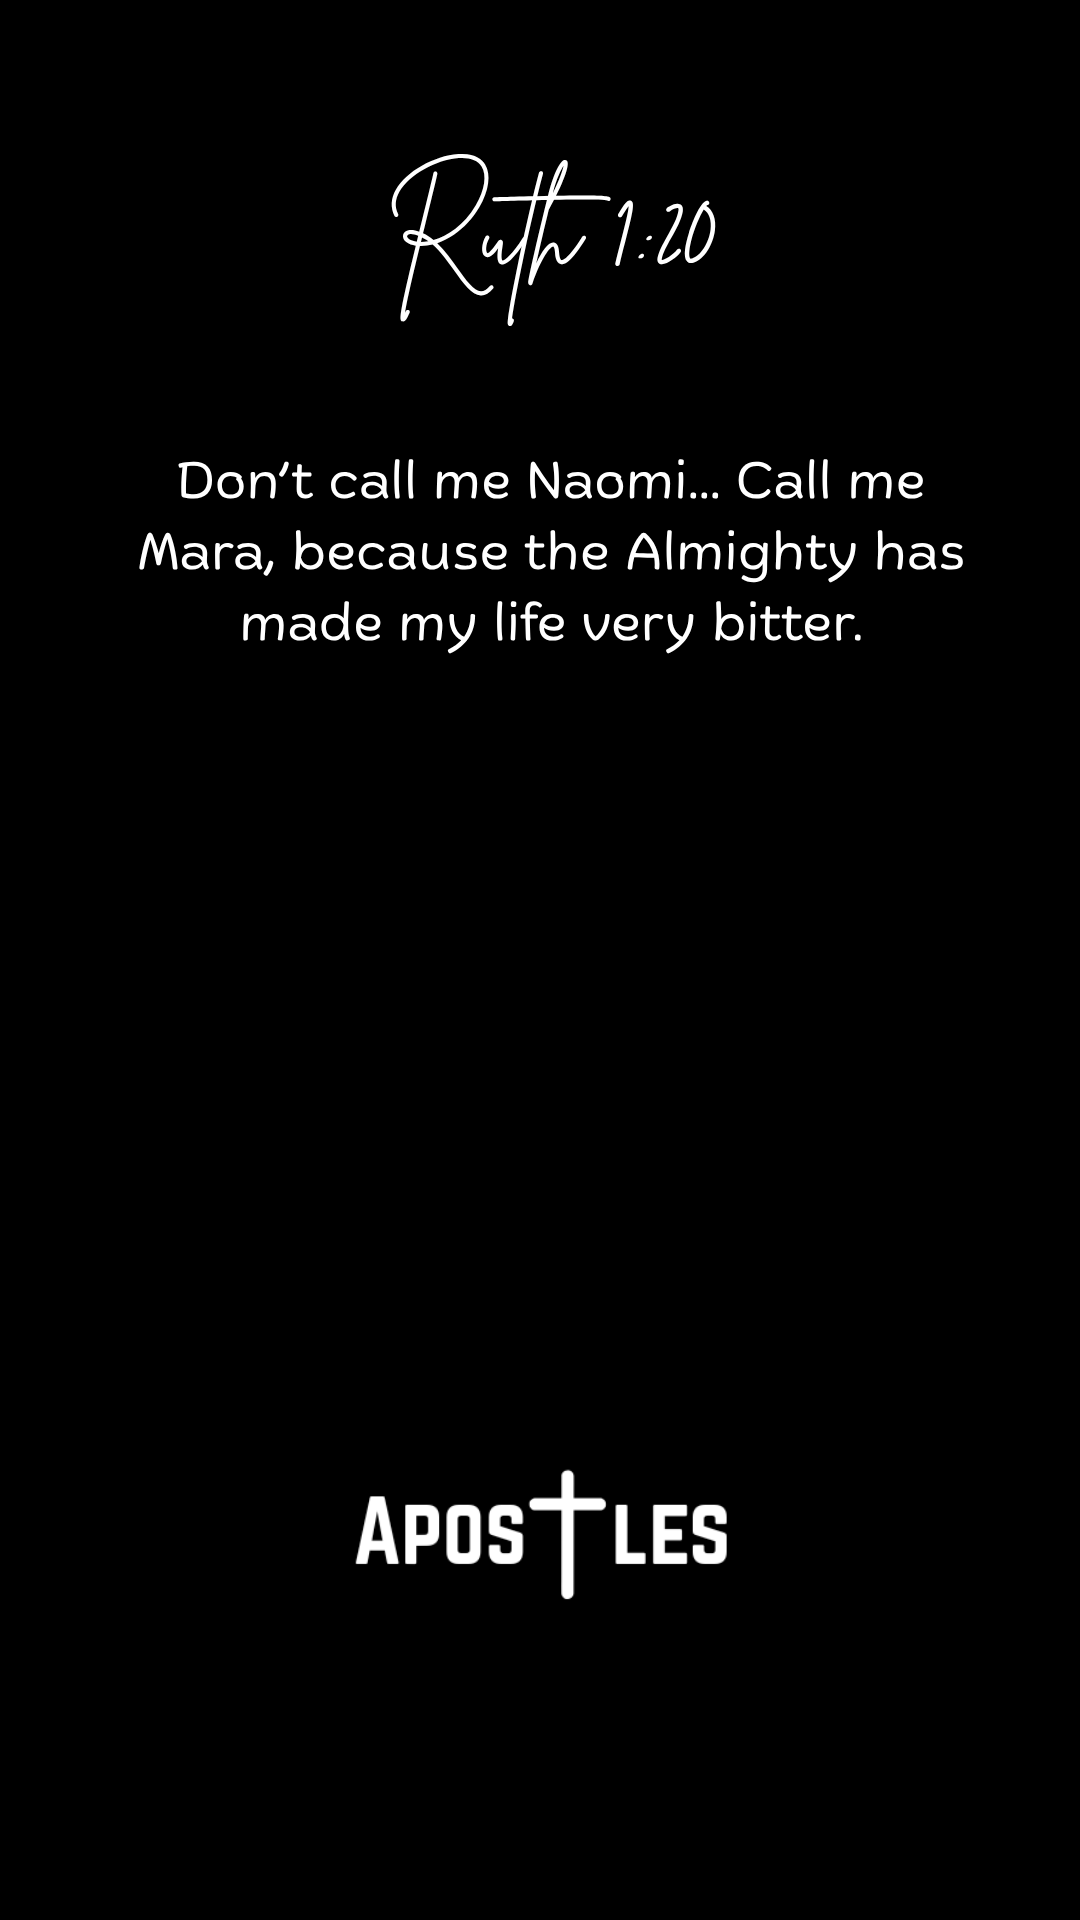 Ruth 1:20
Don't call me Naomi... Call me
Mara, because the Almighty has
made my life very bitter.
Apostles